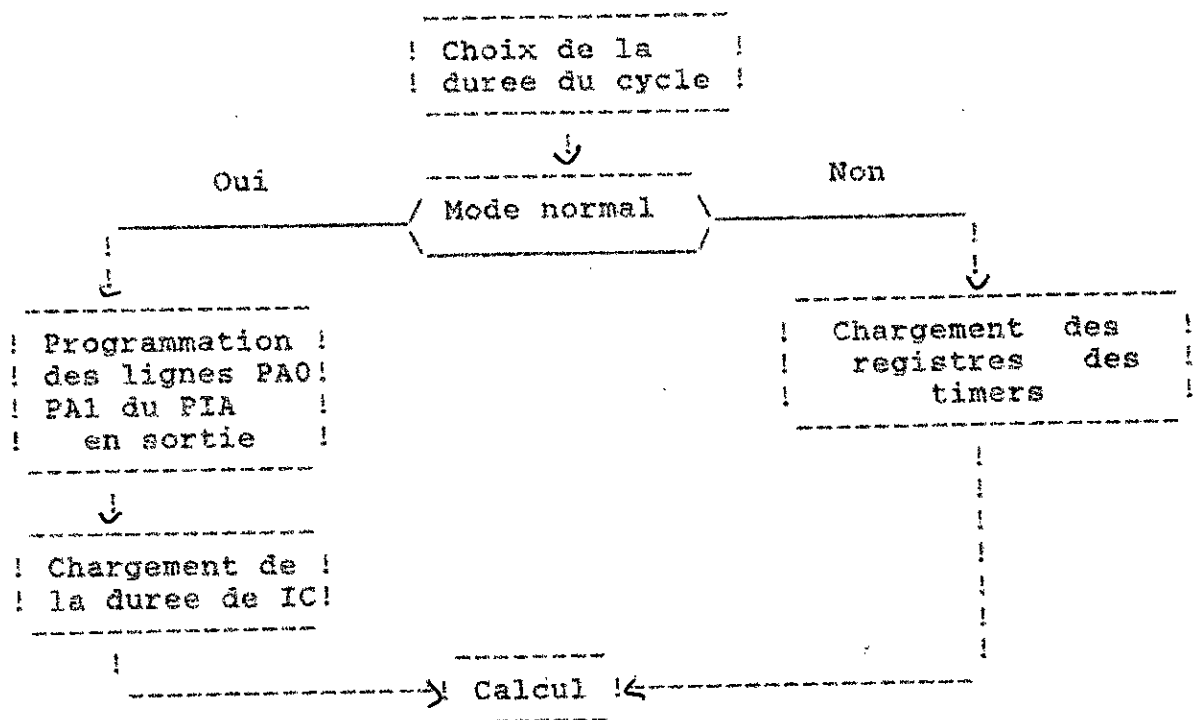 Choix de la
duree du cycle
Oui
Mode normal
Non
Programmation
des lignes PA0
PA1 du PIA
en sortie
Chargement des
registres des
timers
Chargement de
la duree de IC
Calcul